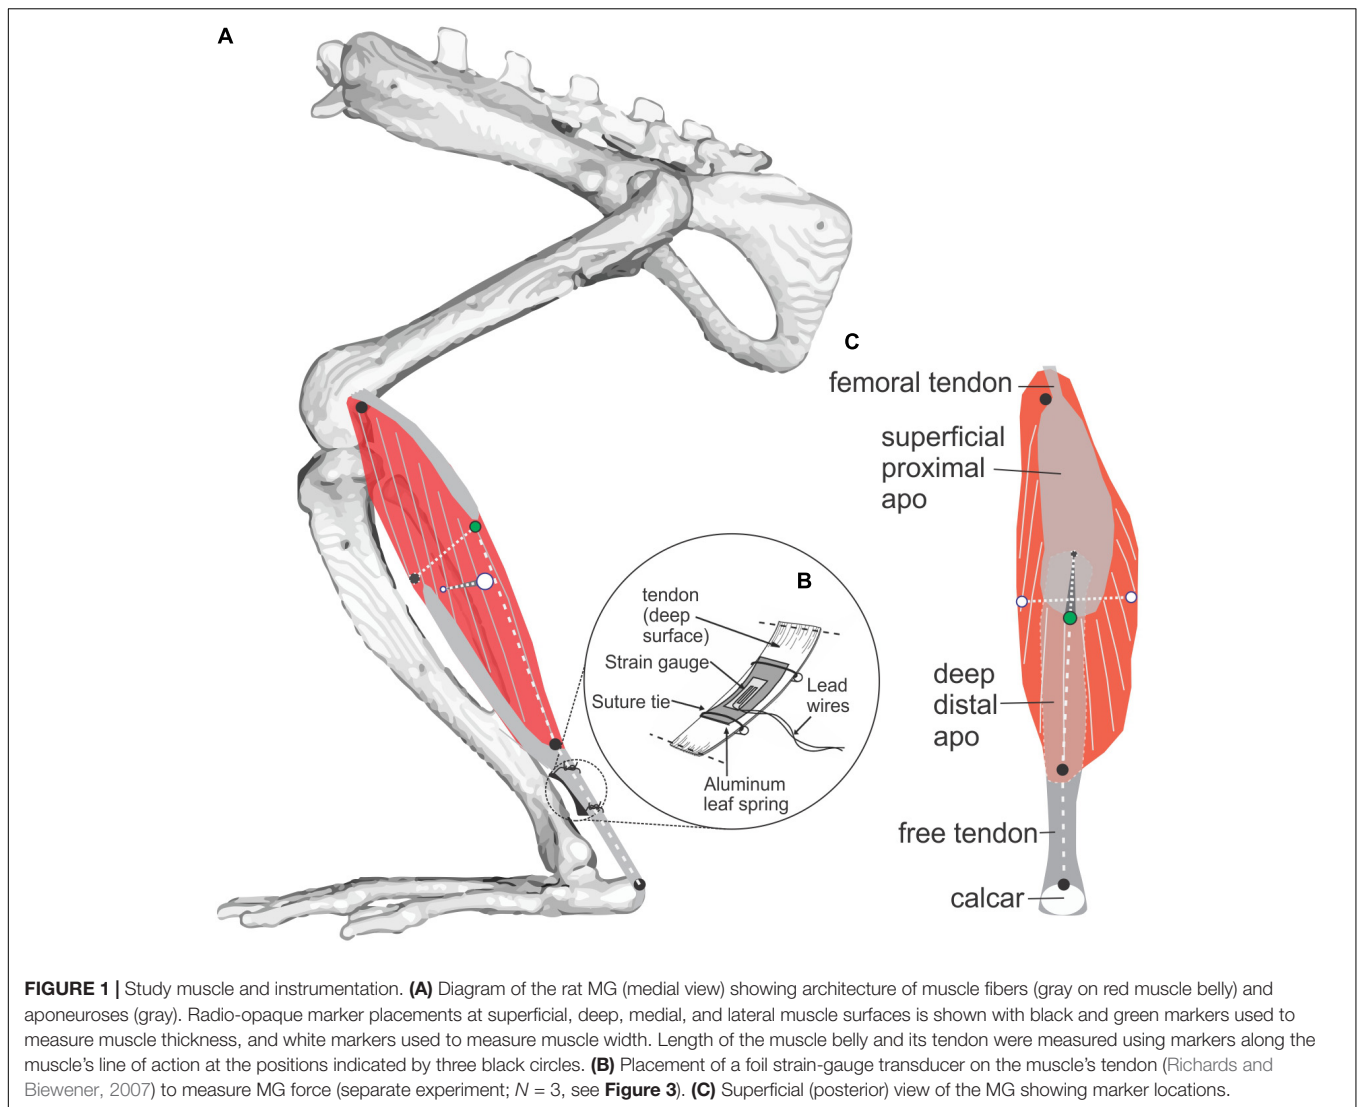 A
C
femoral tendon
superficial
proximal
apo
B
tendon
(deep
surface)
Strain gauge
Suture tie
Lead
wires
Aluminum
leaf spring
deep
distal
apo
free tendon
calcar
FIGURE 1 | Study muscle and instrumentation. (A) Diagram of the rat MG (medial view) showing architecture of muscle fibers (gray on red muscle belly) and
aponeuroses (gray). Radio-opaque marker placements at superficial, deep, medial, and lateral muscle surfaces is shown with black and green markers used to
measure muscle thickness, and white markers used to measure muscle width. Length of the muscle belly and its tendon were measured using markers along the
muscle's line of action at the positions indicated by three black circles. (B) Placement of a foil strain-gauge transducer on the muscle's tendon (Richards and
Biewener, 2007) to measure MG force (separate experiment; N = 3, see Figure 3). (C) Superficial (posterior) view of the MG showing marker locations.